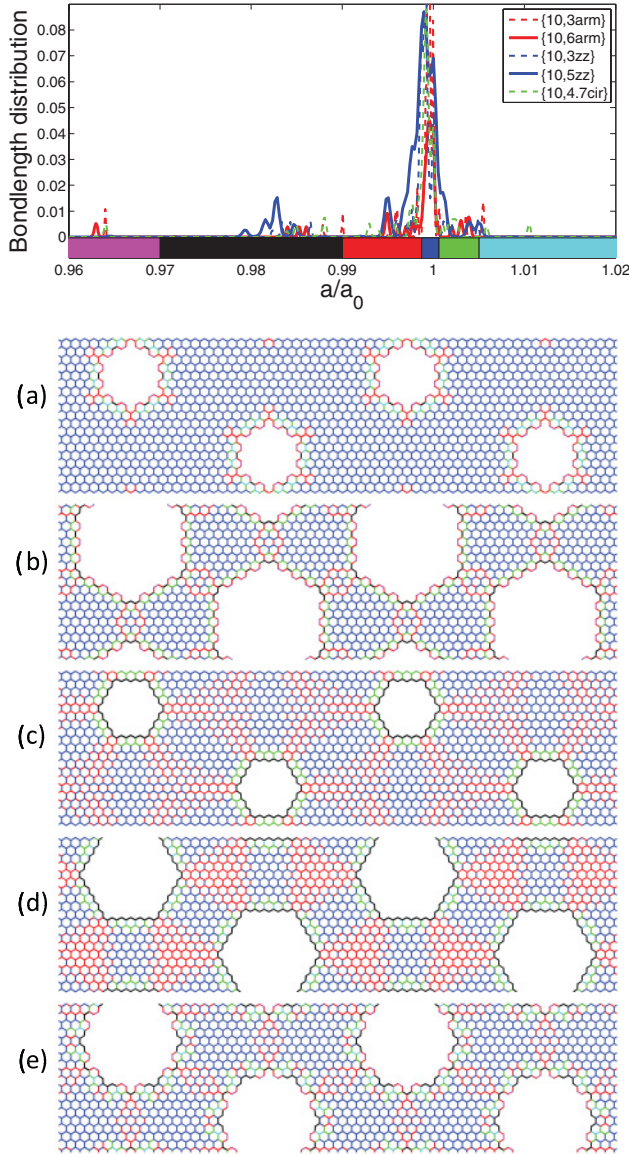 Bondlength distribution
0.08
0.07
0.06
0.05
0.04
0.03
0.02
0.01
0
{10,3arm}
{10,6arm}
{10,3zz}
{10,5zz}
{10,4.7cir}
0.96 0.97 0.98 0.99 1 1.01 1.02
a/a0
(a)
(b)
(c)
(d)
(e)